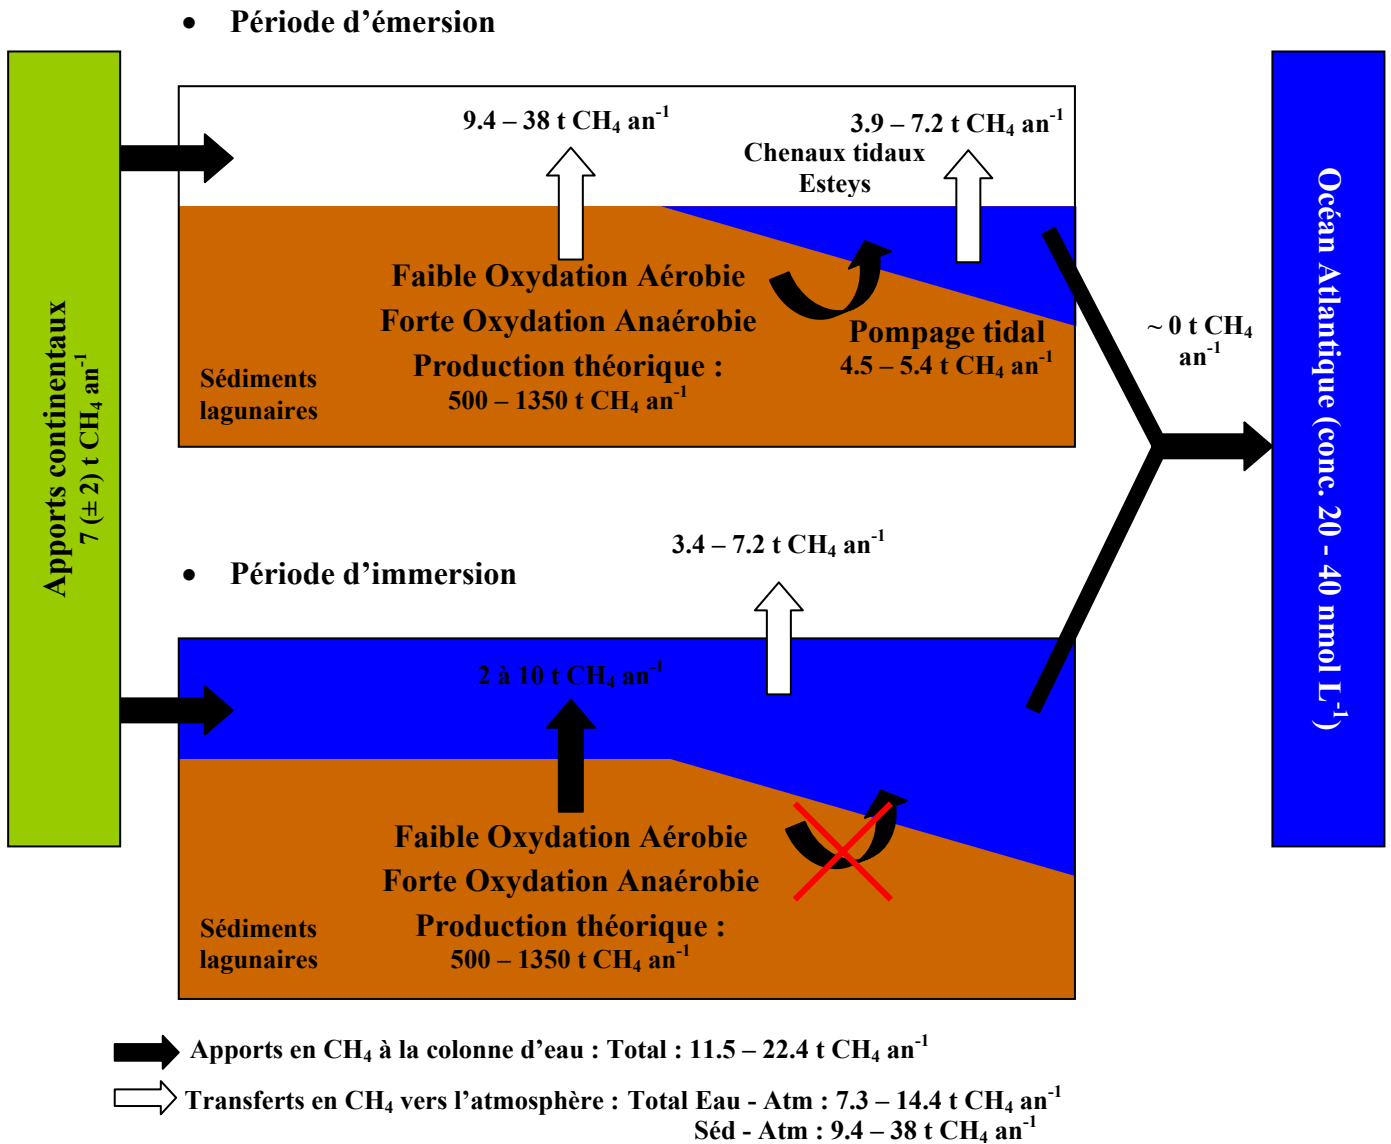 • Période d’émersion
Apports continentaux
7 (± 2) t CH₄ an⁻¹
9.4 – 38 t CH₄ an⁻¹
3.9 – 7.2 t CH₄ an⁻¹
Chenaux tidaux
Esteys
Faible Oxydation Aérobie
Forte Oxydation Anaérobie
Production théorique :
500 – 1350 t CH₄ an⁻¹
Pompage tidal
4.5 – 5.4 t CH₄ an⁻¹
Sédiments
lagunaires
~ 0 t CH₄
an⁻¹
Océan Atlantique (conc. 20 - 40 nmol L⁻¹)
• Période d’immersion
3.4 – 7.2 t CH₄ an⁻¹
2 à 10 t CH₄ an⁻¹
Faible Oxydation Aérobie
Forte Oxydation Anaérobie
Production théorique :
500 – 1350 t CH₄ an⁻¹
Sédiments
lagunaires
Apports en CH₄ à la colonne d’eau : Total : 11.5 – 22.4 t CH₄ an⁻¹
Transferts en CH₄ vers l’atmosphère : Total Eau - Atm : 7.3 – 14.4 t CH₄ an⁻¹
Séd - Atm : 9.4 – 38 t CH₄ an⁻¹